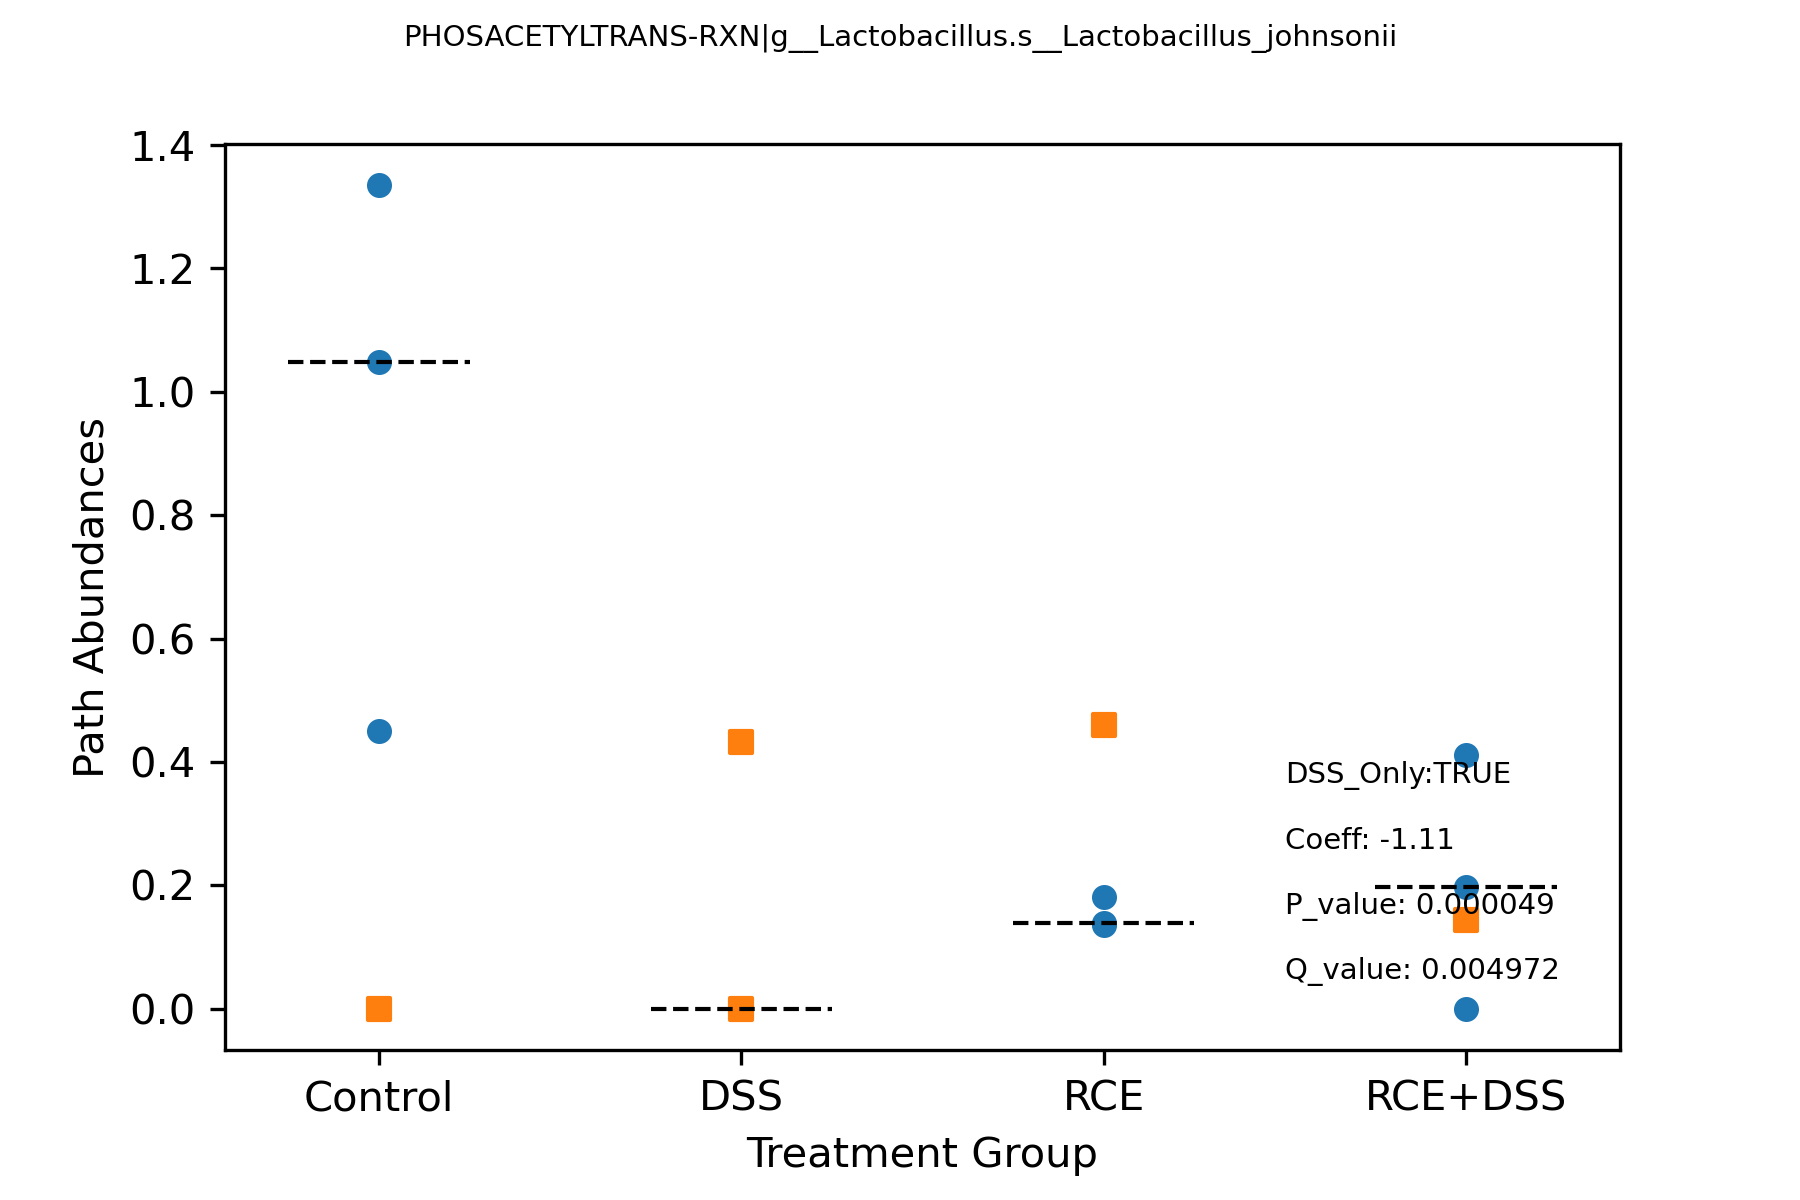 PHOSACETYLTRANS-RXN|g__Lactobacillus.s__Lactobacillus_johnsonii
1.4
1.2
1.0
0.8
0.6
0.4
0.2
0.0
Path Abundances
DSS_Only:TRUE
Coeff: -1.11
P_value: 0.000049
Q_value: 0.004972
Control
DSS
RCE
RCE+DSS
Treatment Group